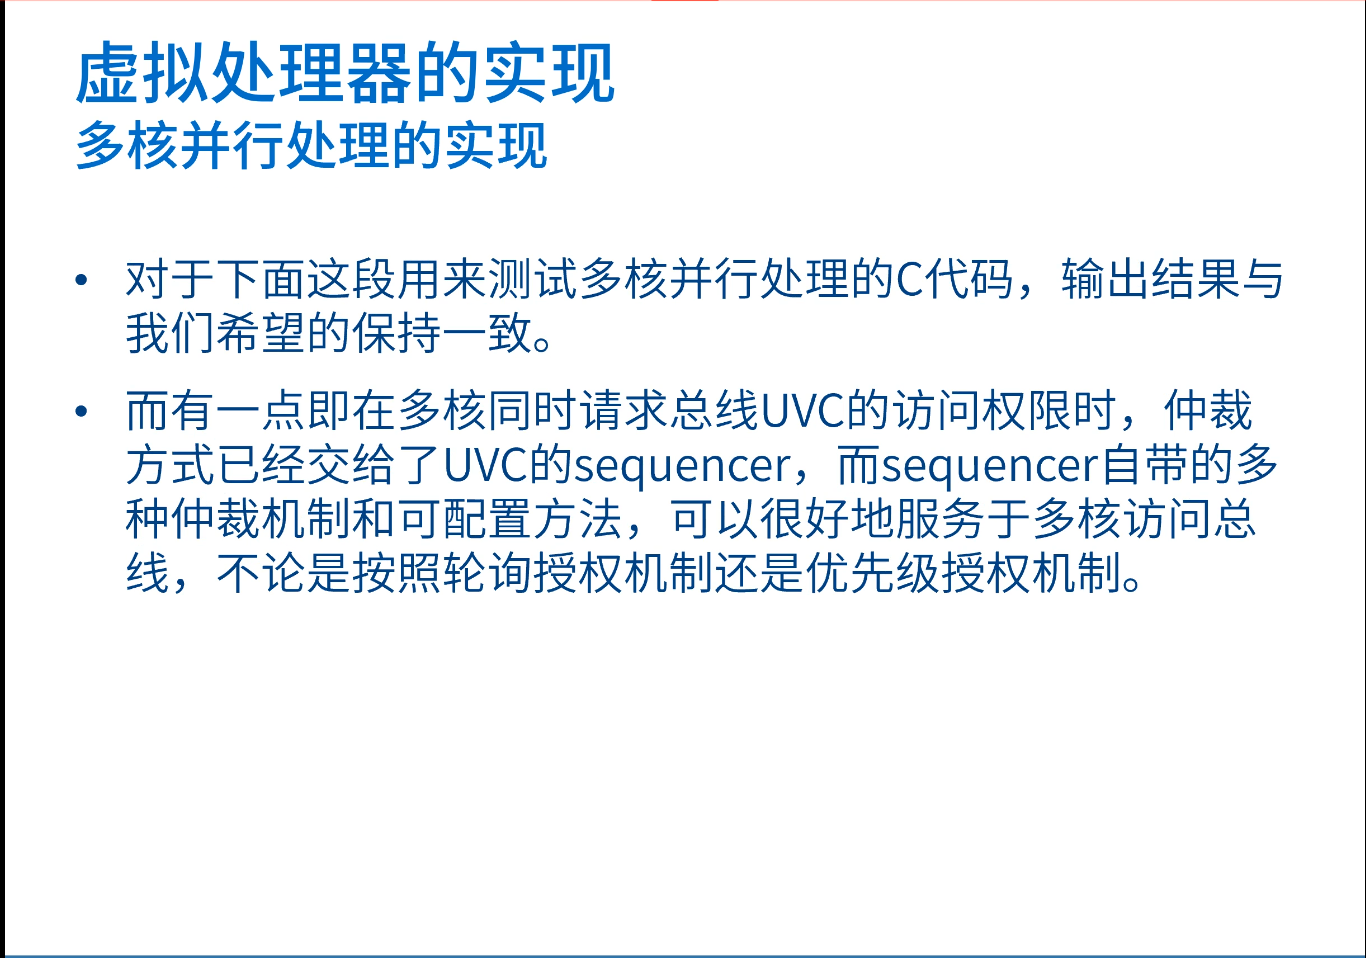 虚拟处理器的实现
多核并行处理的实现
• 对于下面这段用来测试多核并行处理的C代码，输出结果与
我们希望的保持一致。
• 而有一点即在多核同时请求总线UVC的访问权限时，仲裁
方式已经交给了UVC的sequencer，而sequencer自带的多
种仲裁机制和可配置方法，可以很好地服务于多核访问总
线，不论是按照轮询授权机制还是优先级授权机制。